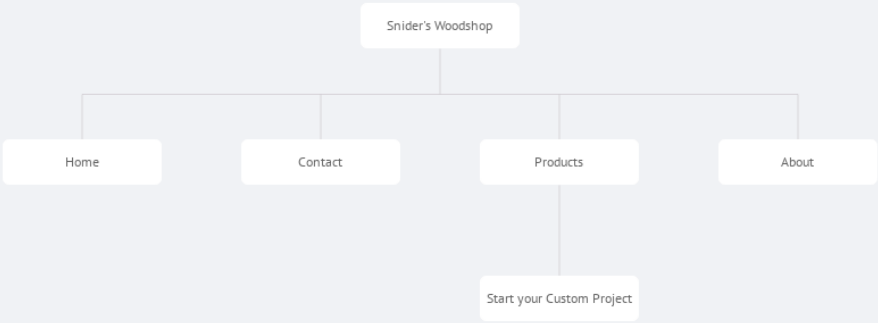 Snider's Woodshop
Home
Contact
Products
About
Start your Custom Project